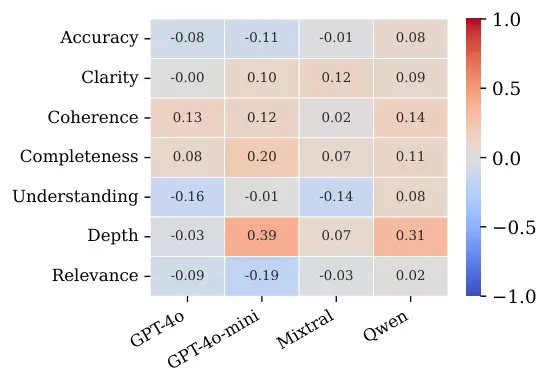 Accuracy -0.08 -0.11 -0.01 0.08
Clarity -0.00 0.10 0.12 0.09
Coherence 0.13 0.12 0.02 0.14
Completeness 0.08 0.20 0.07 0.11
Understanding -0.16 -0.01 -0.14 0.08
Depth -0.03 0.39 0.07 0.31
Relevance -0.09 -0.19 -0.03 0.02
GPT-4o GPT-4o-mini Mixtral Qwen
1.0
0.5
0.0
−0.5
−1.0